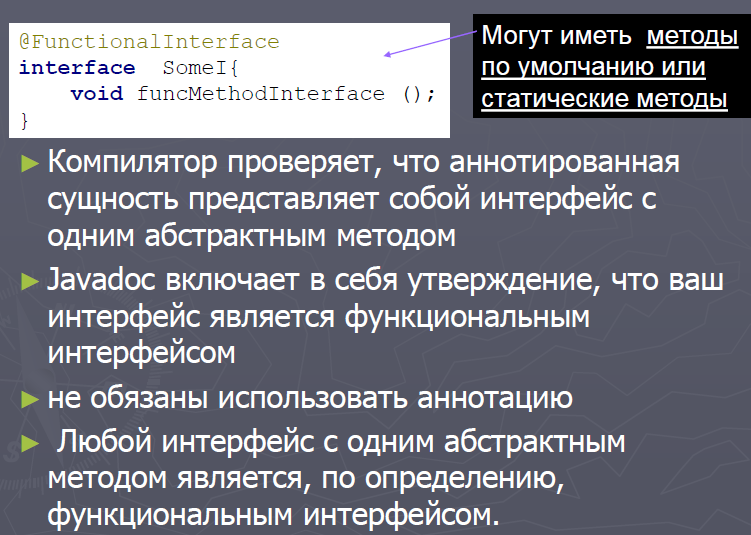 @FunctionalInterface
interface SomeI{
void funcMethodInterface ();
}
Могут иметь методы
по умолчанию или
статические методы
Компилятор проверяет, что аннотированная
сущность представляет собой интерфейс с
одним абстрактным методом
Javadoc включает в себя утверждение, что ваш
интерфейс является функциональным
интерфейсом
не обязаны использовать аннотацию
Любой интерфейс с одним абстрактным
методом является, по определению,
функциональным интерфейсом.